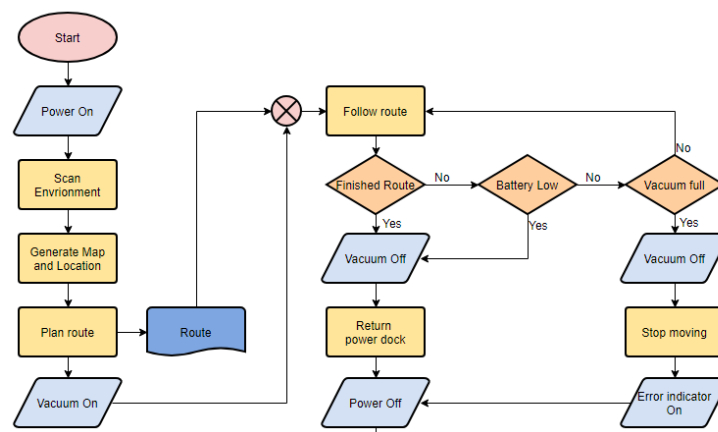 Start
Power On
Scan
Envrionment
Generate Map
and Location
Plan route
Route
Vacuum On
Follow route
Finished Route
No
Battery Low
No
Vacuum full
No
Yes
Yes
Yes
Vacuum Off
Vacuum Off
Return
power dock
Stop moving
Power Off
Error indicator
On